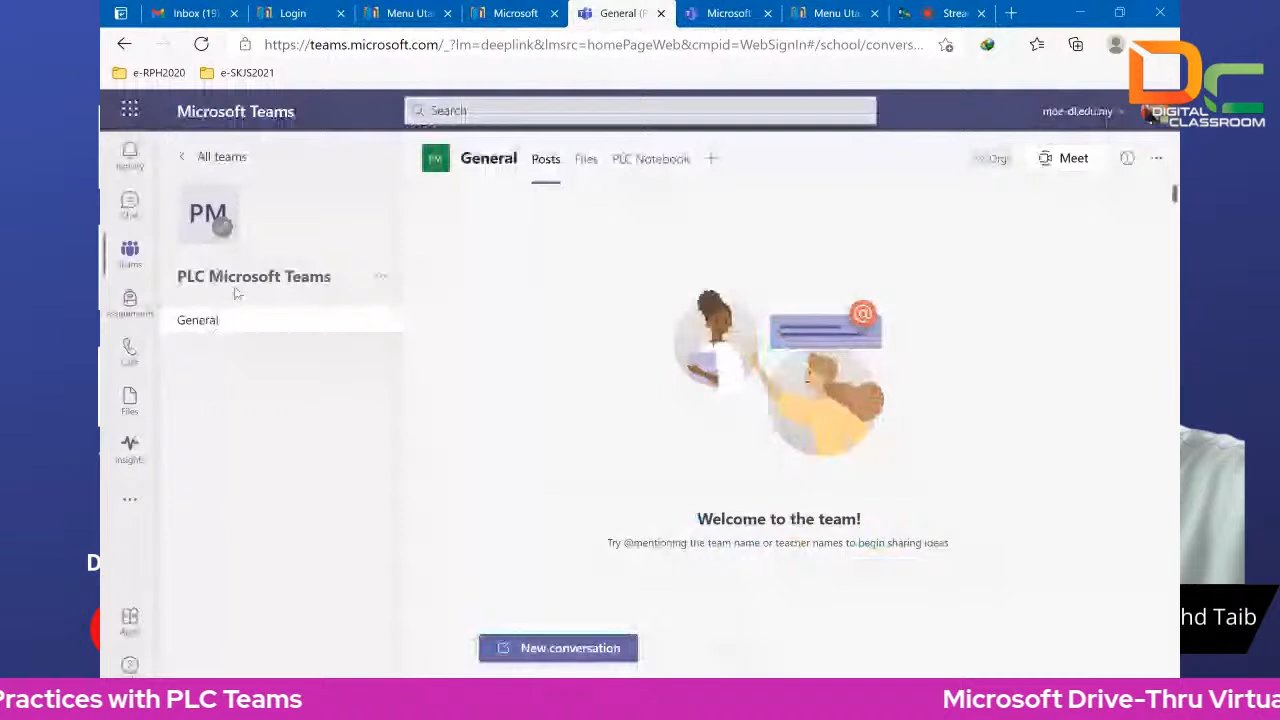 Inbox (19)
Login
Menu Uta
Microsoft
General (P
Microsoft
Menu Uta
Strea
https://teams.microsoft.com/_?lm=deeplink&lmsrc=homePageWeb&cmpid=WebSignIn#/school/convers...
e-RPH2020
e-SKJS2021
DC
DIGITAL
CLASSROOM
Microsoft Teams
Search
moe-dl.edu.my
Activity
Chat
Teams
Assignments
Calls
Files
Insights
Apps
All teams
PM
PLC Microsoft Teams
General
PM
General
Posts
Files
PLC Notebook
Org
Meet
@
Welcome to the team!
Try @mentioning the team name or teacher names to begin sharing ideas
New conversation
D
hd Taib
Practices with PLC Teams
Microsoft Drive-Thru Virtua